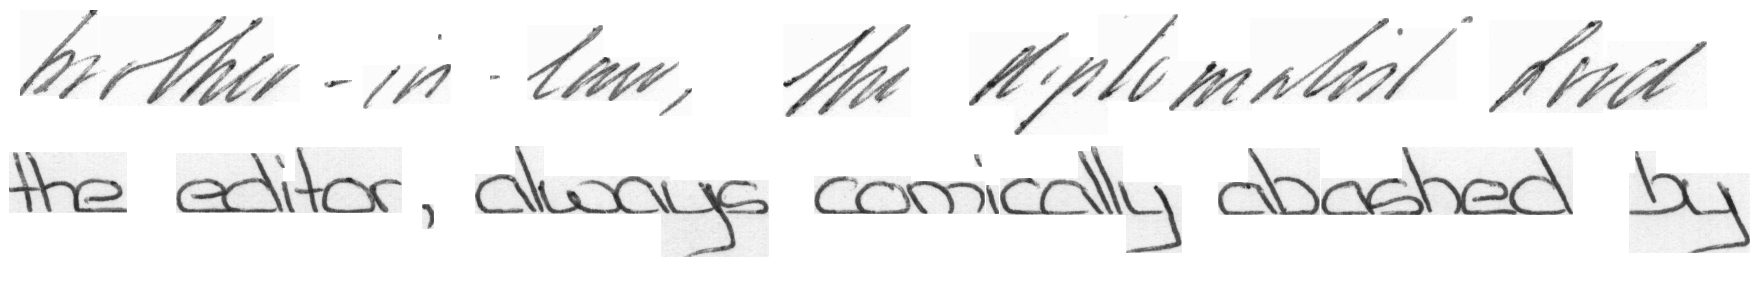 brother-in-law, the diplomatist Lord
the editor, always comically abashed by